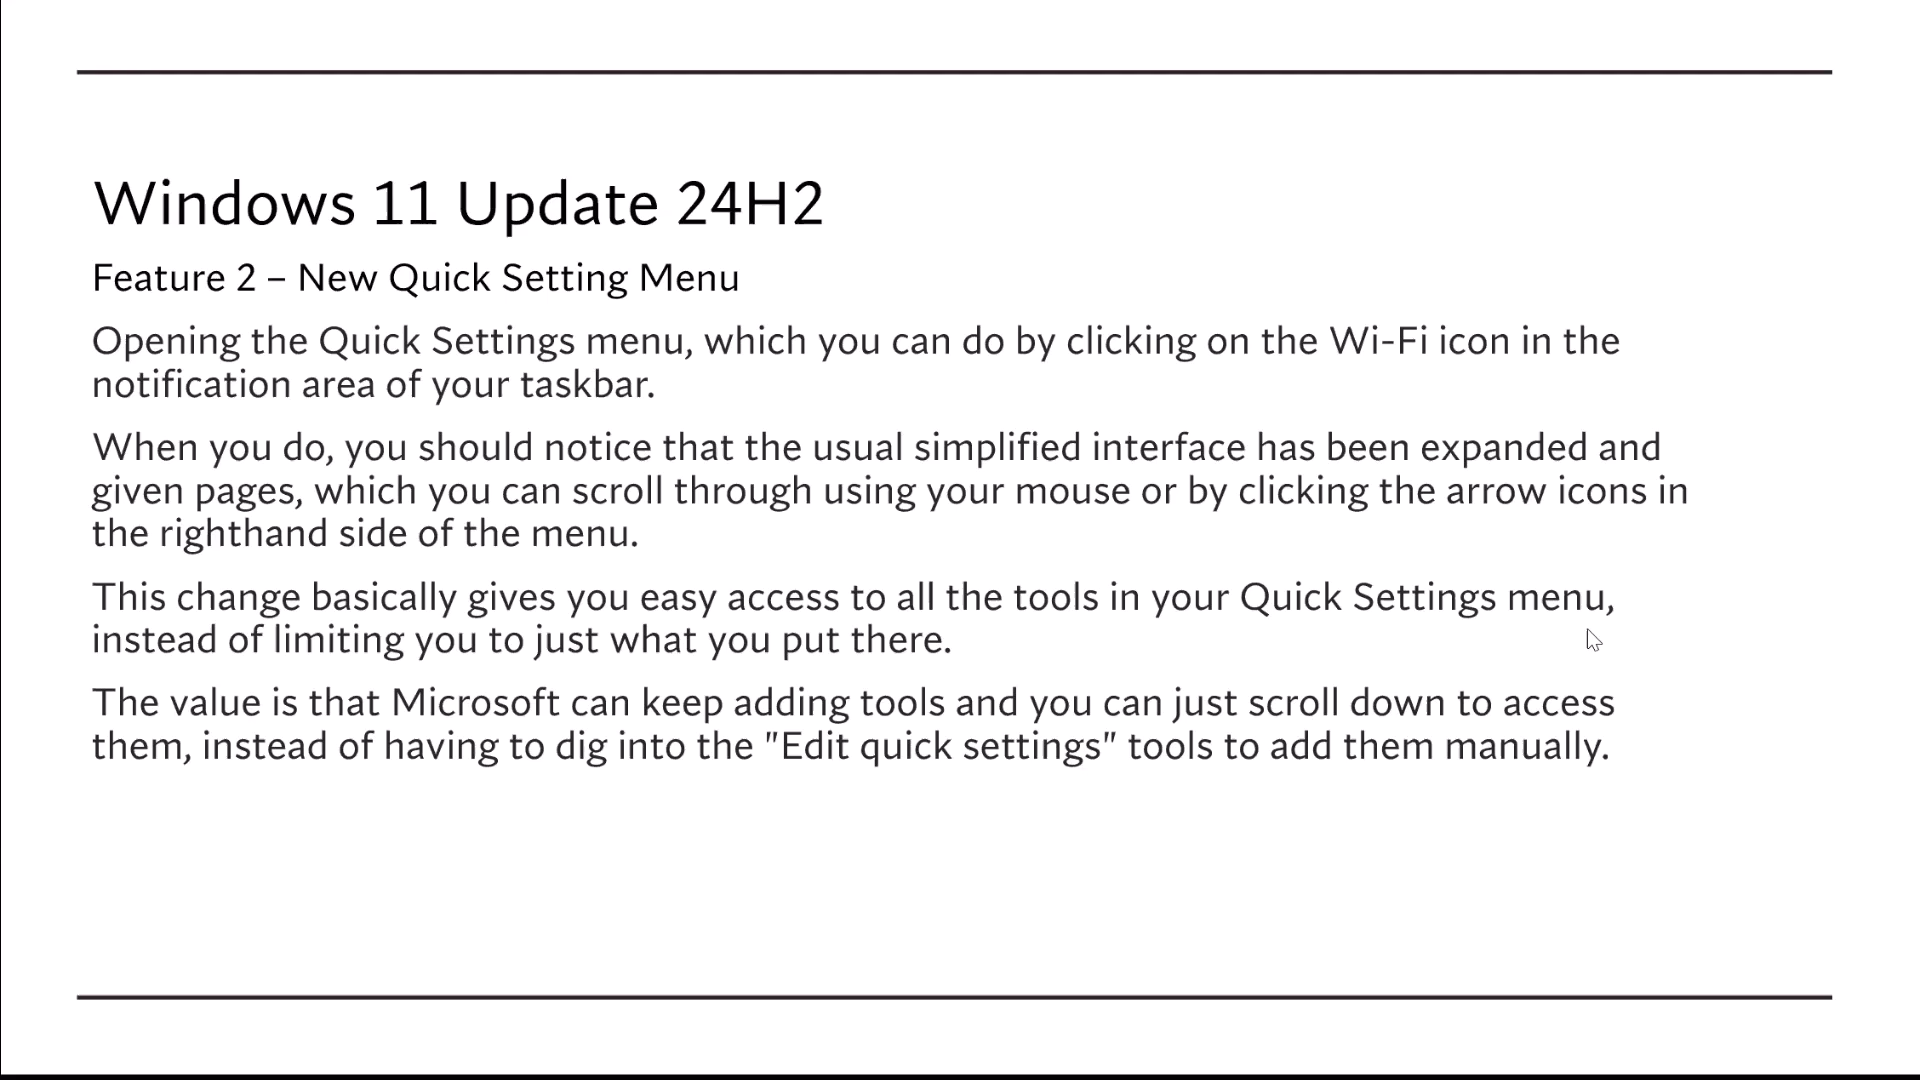 Windows 11 Update 24H2
Feature 2 – New Quick Setting Menu
Opening the Quick Settings menu, which you can do by clicking on the Wi-Fi icon in the
notification area of your taskbar.
When you do, you should notice that the usual simplified interface has been expanded and
given pages, which you can scroll through using your mouse or by clicking the arrow icons in
the righthand side of the menu.
This change basically gives you easy access to all the tools in your Quick Settings menu,
instead of limiting you to just what you put there.
The value is that Microsoft can keep adding tools and you can just scroll down to access
them, instead of having to dig into the "Edit quick settings" tools to add them manually.